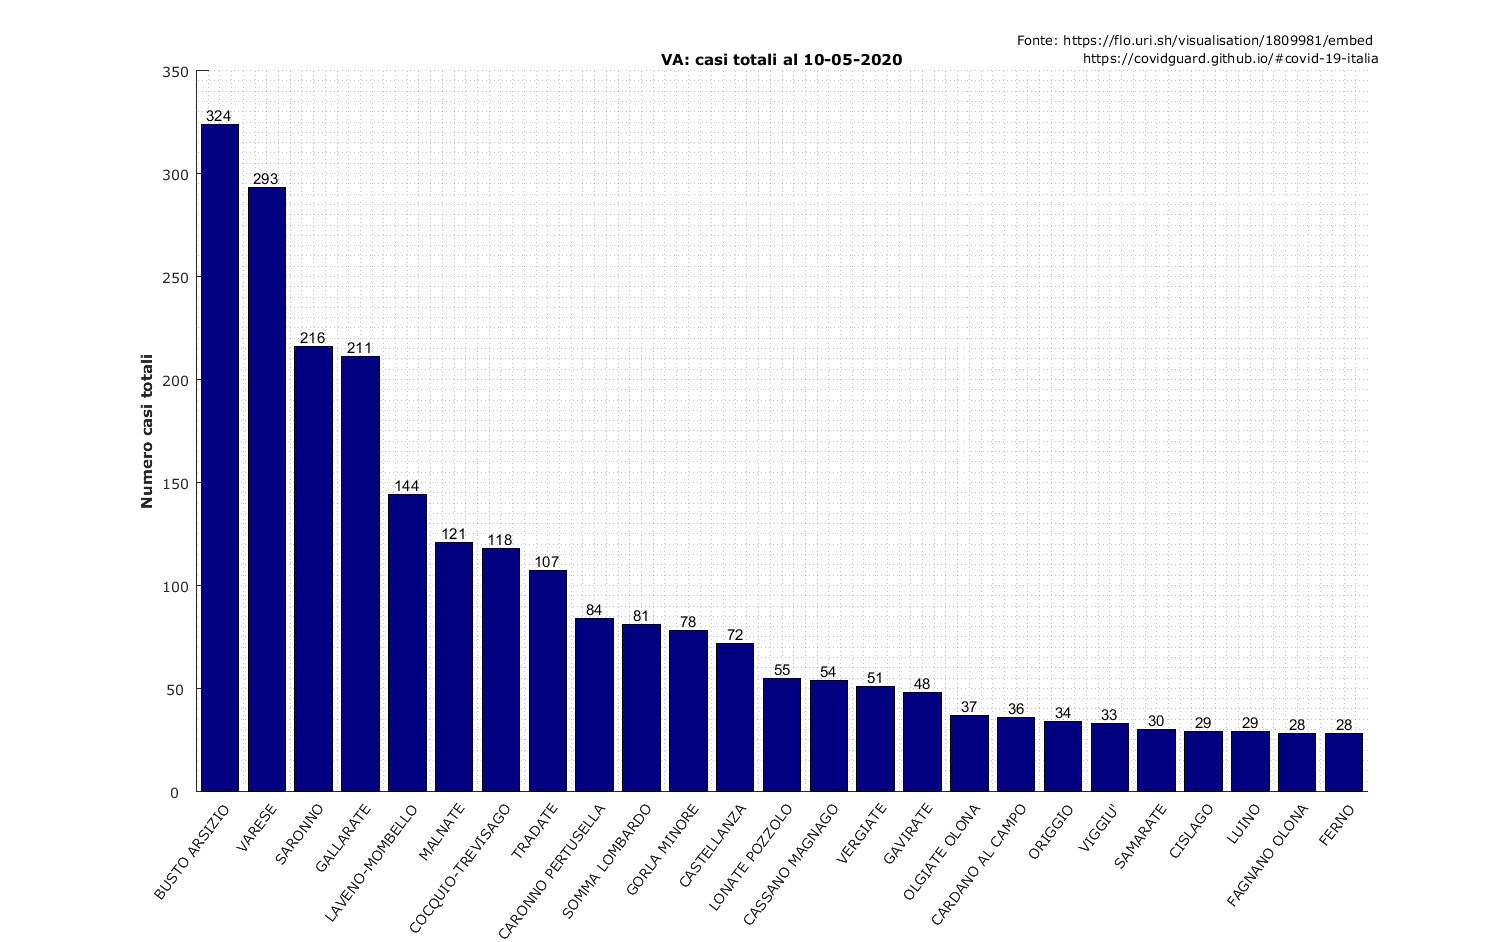 Fonte: https://flo.uri.sh/visualisation/1809981/embed
https://covidguard.github.io/#covid-19-italia
VA: casi totali al 10-05-2020
Numero casi totali
350
300
250
200
150
100
50
0
324
293
216
211
144
121
118
107
84
81
78
72
55
54
51
48
37
36
34
33
30
29
29
28
28
BUSTO ARSIZIO
VARESE
SARONNO
GALLARATE
LAVENO-MOMBELLO
MALNATE
COCQUIO-TREVISAGO
TRADATE
CARONNO PERTUSELLA
SOMMA LOMBARDO
GORLA MINORE
CASTELLANZA
LONATE POZZOLO
CASSANO MAGNAGO
VERGIATE
GAVIRATE
OLGIATE OLONA
CARDANO AL CAMPO
ORIGGIO
VIGGIU'
SAMARATE
CISLAGO
LUINO
FAGNANO OLONA
FERNO